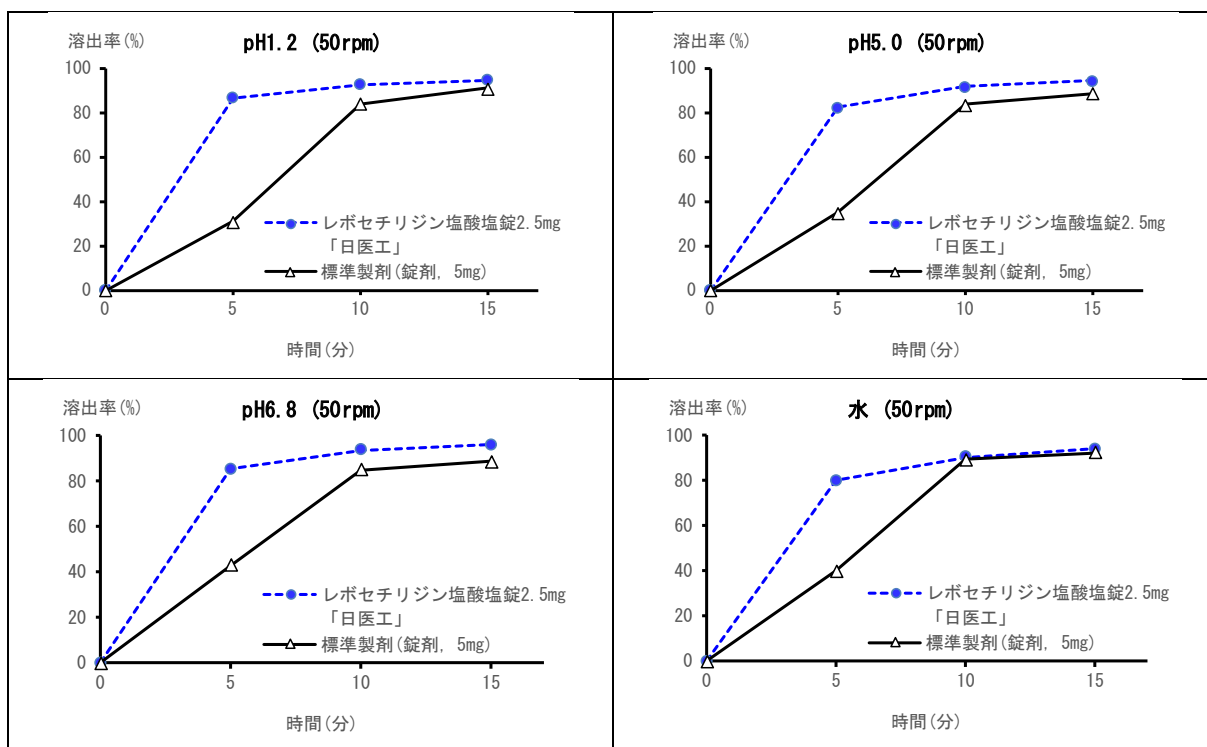 溶出率(%)
pH1.2 (50rpm)
100
80
60
40
20
0
0
5
10
15
時間(分)
レボセチリジン塩酸塩錠2.5mg
「日医工」
標準製剤(錠剤, 5mg)
溶出率(%)
pH5.0 (50rpm)
100
80
60
40
20
0
0
5
10
15
時間(分)
レボセチリジン塩酸塩錠2.5mg
「日医工」
標準製剤(錠剤, 5mg)
溶出率(%)
pH6.8 (50rpm)
100
80
60
40
20
0
0
5
10
15
時間(分)
レボセチリジン塩酸塩錠2.5mg
「日医工」
標準製剤(錠剤, 5mg)
溶出率(%)
水 (50rpm)
100
80
60
40
20
0
0
5
10
15
時間(分)
レボセチリジン塩酸塩錠2.5mg
「日医工」
標準製剤(錠剤, 5mg)